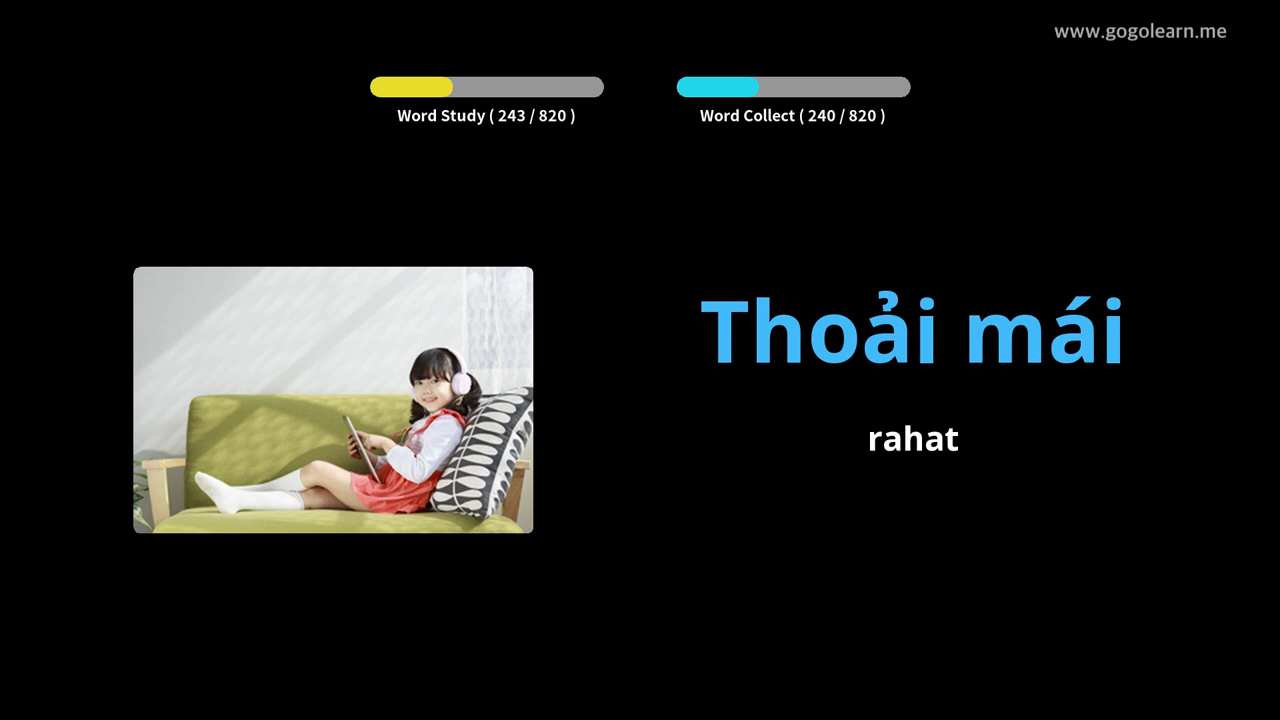 www.gogolearn.me
Word Study ( 243 / 820 )
Word Collect ( 240 / 820 )
Thoải mái
rahat